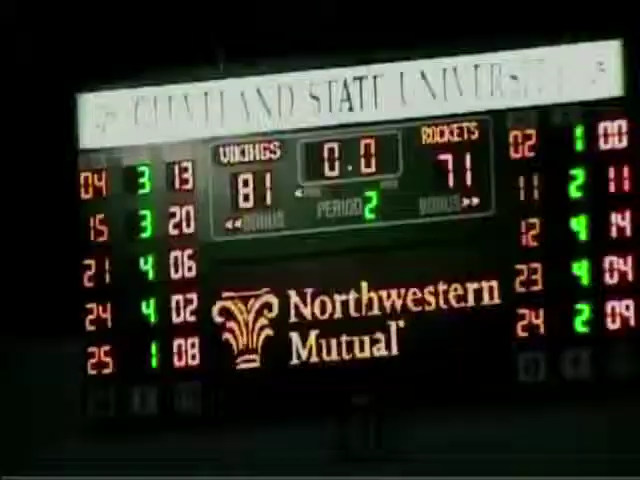 CLEVELAND STATE UNIVERSITY
VIKINGS 0.0 ROCKETS
81 71
PERIOD 2
<<BONUS BONUS>>
04 3 13
15 3 20
21 4 06
24 4 02
25 1 08
02 1 00
11 2 11
12 4 14
23 4 04
24 2 09
Northwestern
Mutual